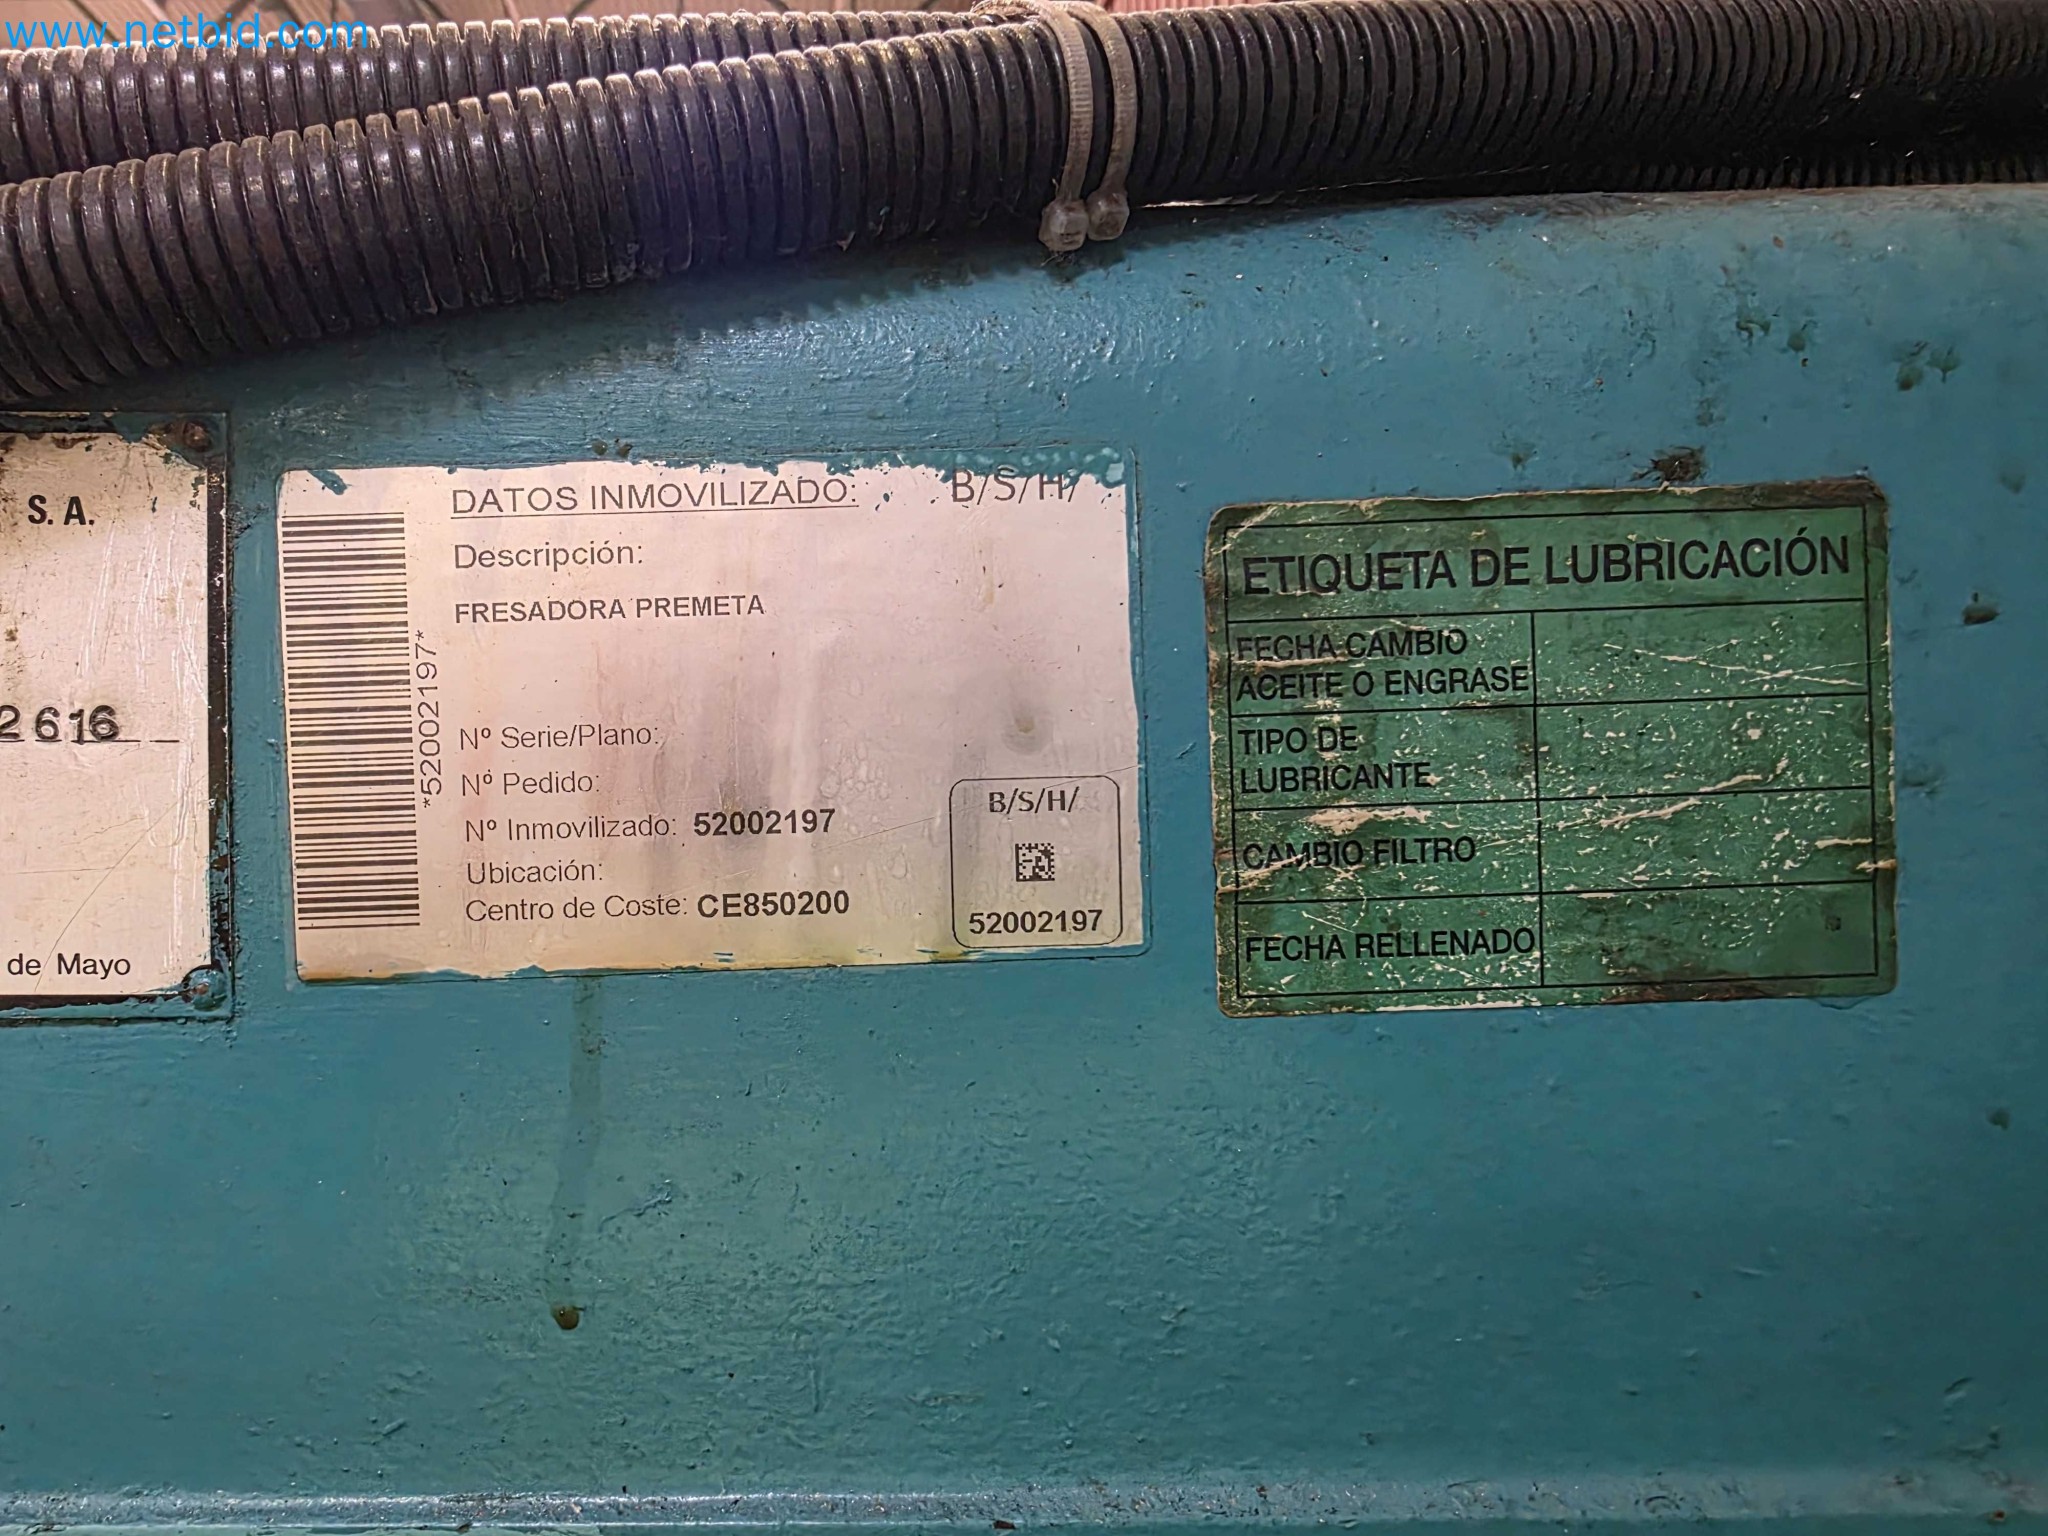 www.netbid.com
S. A.
2616
de Mayo
DATOS INMOVILIZADO: B/S/H/
Descripción:
FRESADORA PREMETA
*52002197*
Nº Serie/Plano:
Nº Pedido:
Nº Inmovilizado: 52002197
Ubicación:
Centro de Coste: CE850200
B/S/H/
52002197
ETIQUETA DE LUBRICACIÓN
FECHA CAMBIO
ACEITE O ENGRASE
TIPO DE
LUBRICANTE
CAMBIO FILTRO
FECHA RELLENADO